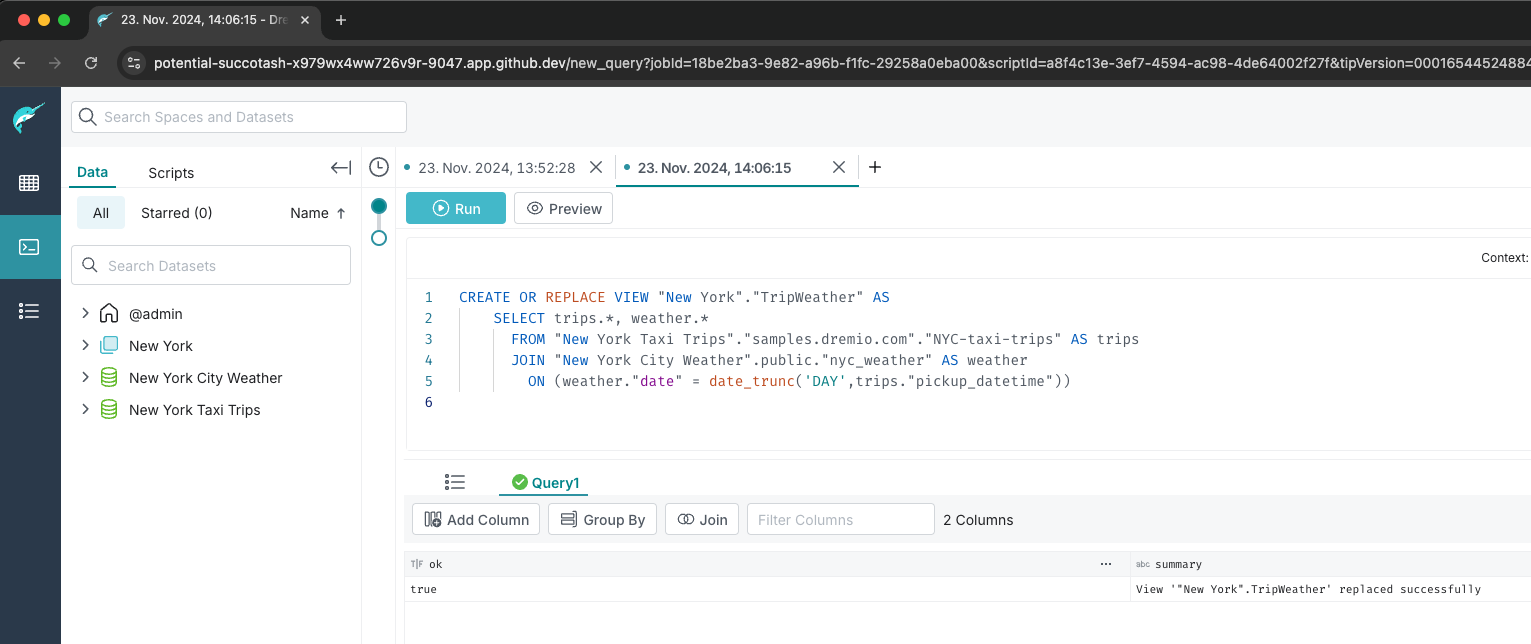 23. Nov. 2024, 14:06:15 - Dre
potential-succotash-x979wx4ww726v9r-9047.app.github.dev/new_query?jobId=18be2ba3-9e82-a96b-f1fc-29258a0eba00&scriptId=a8f4c13e-3ef7-4594-ac98-4de64002f27f&tipVersion=00016544524884
Search Spaces and Datasets
Data Scripts
23. Nov. 2024, 13:52:28
23. Nov. 2024, 14:06:15
All Starred (0) Name
Run Preview
Search Datasets
Context:
@admin
New York
New York City Weather
New York Taxi Trips
1 CREATE OR REPLACE VIEW "New York"."TripWeather" AS
2 SELECT trips.*, weather.*
3 FROM "New York Taxi Trips"."samples.dremio.com"."NYC-taxi-trips" AS trips
4 JOIN "New York City Weather".public."nyc_weather" AS weather
5 ON (weather."date" = date_trunc('DAY',trips."pickup_datetime"))
6
Query1
Add Column Group By Join Filter Columns 2 Columns
T|F ok abc summary
true View '"New York".TripWeather' replaced successfully